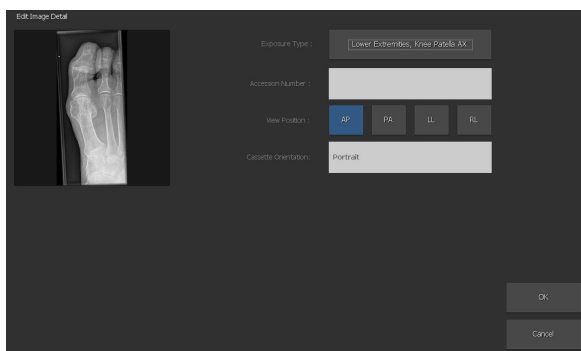 Edit Image Detail
Exposure Type :
Lower Extremities, Knee Patella AX
Accession Number :
View Position :
AP
PA
LL
RL
Cassette Orientation:
Portrait
OK
Cancel